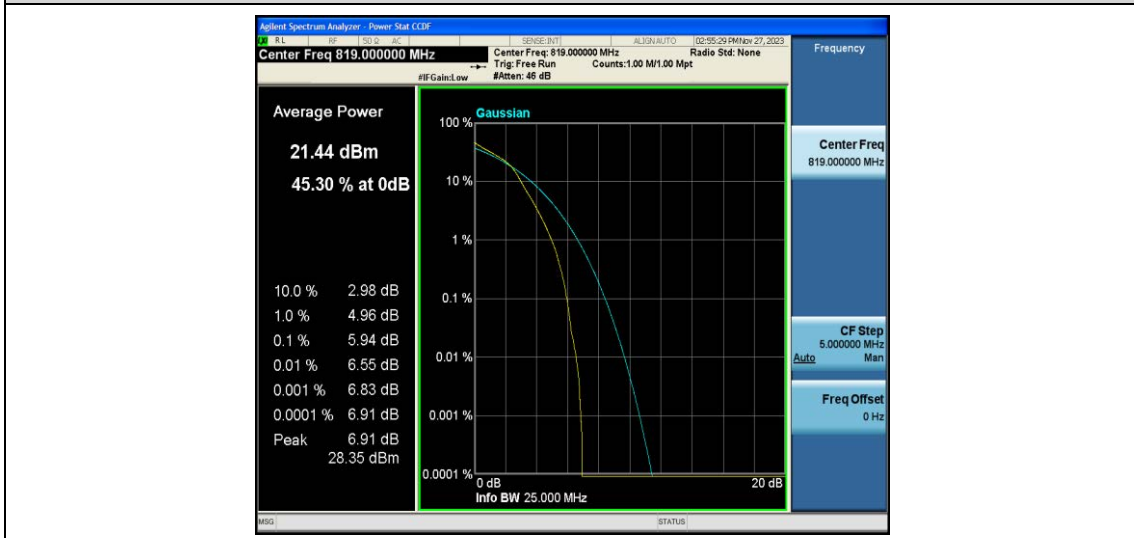 Agilent Spectrum Analyzer - Power Stat CCDF
RL RF 50 Ω AC SENSE:INT ALIGNAUTO 02:55:29 PMNov 27, 2023
Center Freq 819.000000 MHz
Center Freq: 819.000000 MHz Radio Std: None
Trig: Free Run Counts:1.00 M/1.00 Mpt
#IFGain:Low #Atten: 46 dB
Frequency
Average Power
21.44 dBm
45.30 % at 0dB
10.0 % 2.98 dB
1.0 % 4.96 dB
0.1 % 5.94 dB
0.01 % 6.55 dB
0.001 % 6.83 dB
0.0001 % 6.91 dB
Peak 6.91 dB
28.35 dBm
Gaussian
100 %
10 %
1 %
0.1 %
0.01 %
0.001 %
0.0001 %
0 dB 20 dB
Info BW 25.000 MHz
Center Freq
819.000000 MHz
CF Step
5.000000 MHz
Auto Man
Freq Offset
0 Hz
MSG STATUS